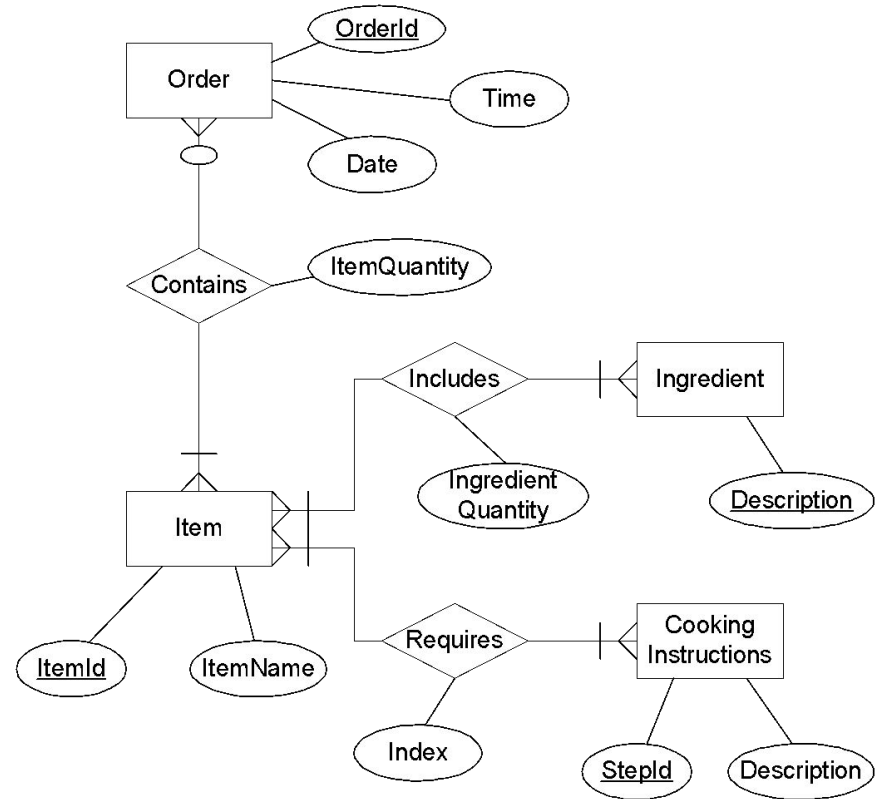 OrderId
Order
Time
Date
ItemQuantity
Contains
Includes
Ingredient
Ingredient
Quantity
Description
Item
ItemId
ItemName
Requires
Cooking
Instructions
Index
StepId
Description